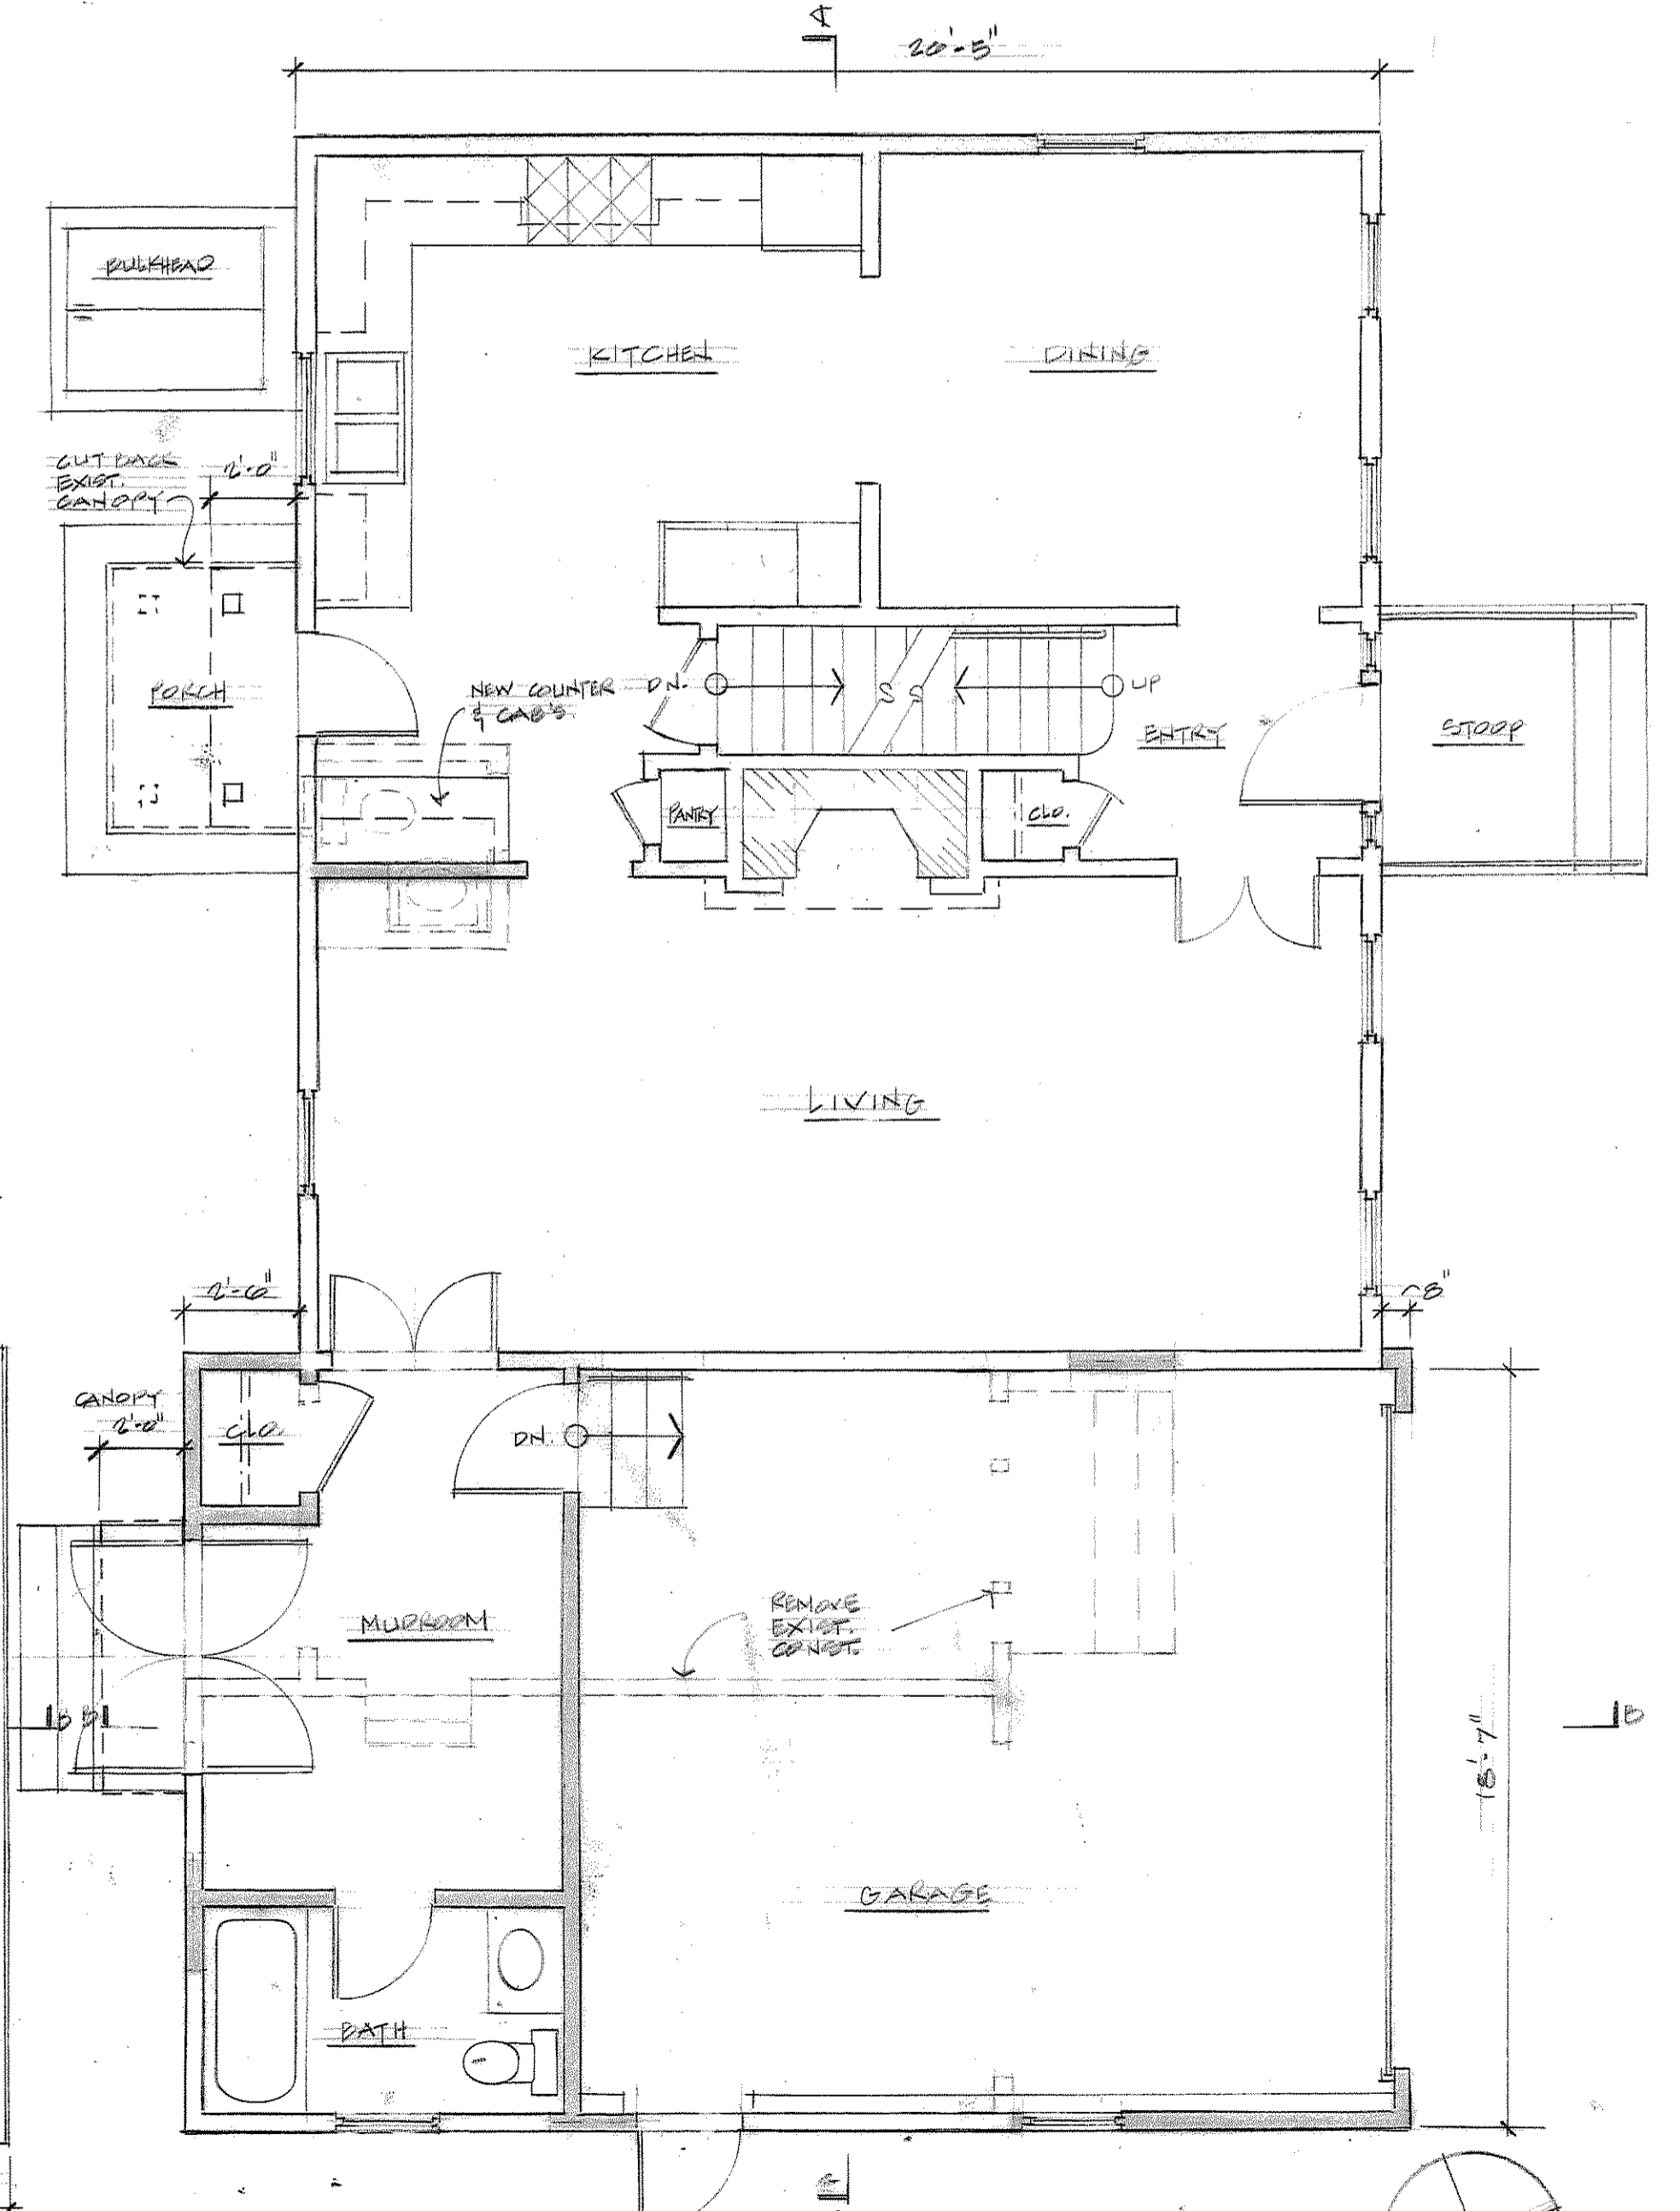 A
26'-5"
BULKHEAD
KITCHEN
DINING
CUT BACK
EXIST.
CANOPY
2'-0"
PORCH
NEW COUNTER
& CAB'S.
DN.
UP
ENTRY
STOOP
PANTRY
CLO.
LIVING
2'-6"
~8"
CANOPY
2'-0"
CLO.
DN.
MUDROOM
REMOVE
EXIST.
CONST.
B
B
B
18'-7"
GARAGE
BATH